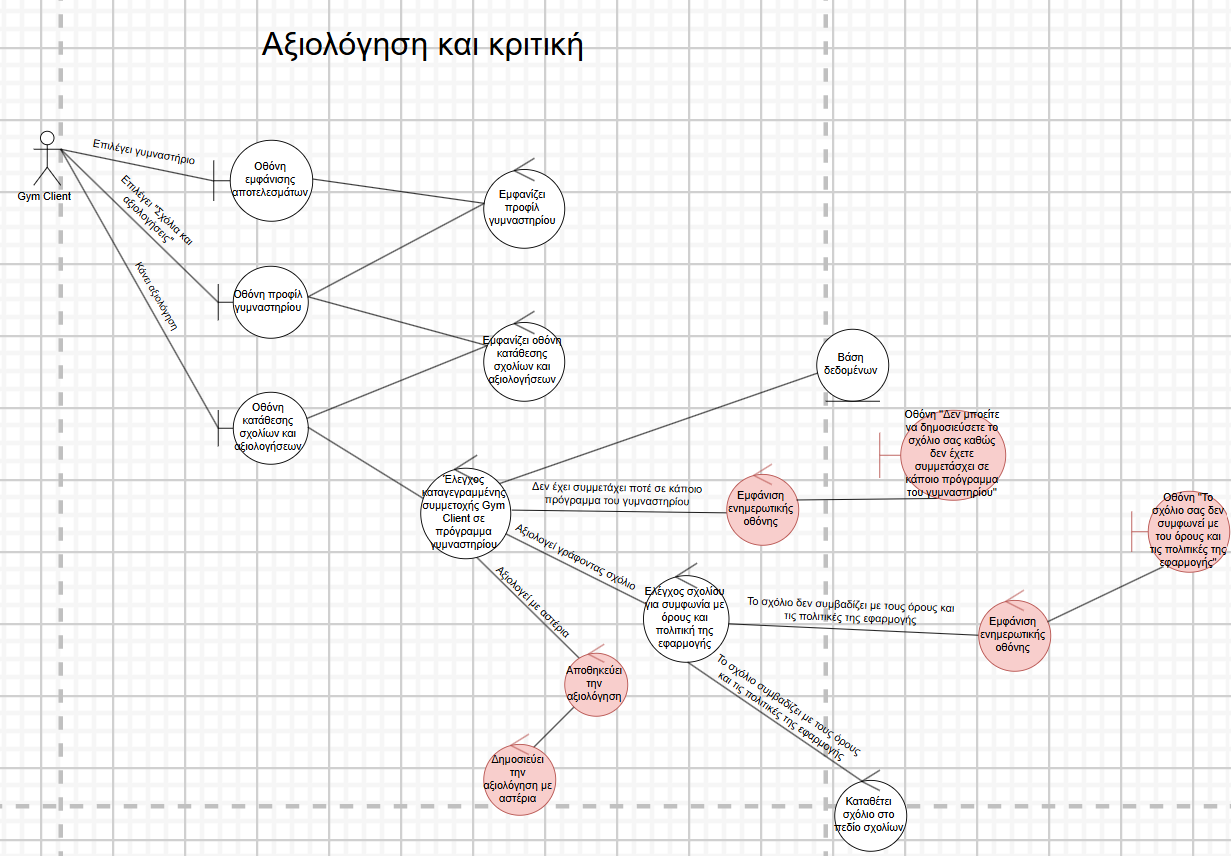 Αξιολόγηση και κριτική
Gym Client
Επιλέγει γυμναστήριο
Οθόνη
εμφάνισης
αποτελεσμάτων
Εμφανίζει
προφίλ
γυμναστηρίου
Επιλέγει "Σχόλια και
αξιολογήσεις"
Κάνει αξιολόγηση
Οθόνη προφίλ
γυμναστηρίου
Εμφανίζει οθόνη
κατάθεσης
σχολίων και
αξιολογήσεων
Βάση
δεδομένων
Οθόνη
κατάθεσης
σχολίων και
αξιολογήσεων
Οθόνη "Δεν μποείτε
να δημοσιεύσετε το
σχόλιο σας καθώς
δεν έχετε
συμμετάσχει σε
κάποιο πρόγραμμα
του γυμναστηρίου"
Έλεγχος
καταγεγραμμένης
συμμετοχής Gym
Client σε
πρόγραμμα
γυμναστηρίου
Δεν έχει συμμετάχει ποτέ σε κάποιο
πρόγραμμα του γυμναστηρίου
Εμφάνιση
ενημερωτικής
οθόνης
Οθόνη "Το
σχόλιο σας δεν
συμφωνεί με
του όρους και
τις πολιτικές της
εφαρμογής"
Αξιολογεί γράφοντας σχόλιο
Αξιολογεί με αστέρια
Ελέγχος σχολίου
για συμφωνία με
όρους και
πολιτική της
εφαρμογής
Το σχόλιο δεν συμβαδίζει με τους όρους και
τις πολιτικές της εφαρμογής
Εμφάνιση
ενημερωτικής
οθόνης
Αποθηκεύει
την
αξιολόγηση
Το σχόλιο συμβαδίζει με τους όρους
και τις πολιτικές της εφαρμογής
Δημοσιεύει
την
αξιολόγηση με
αστέρια
Καταθέτει
σχόλιο στο
πεδίο σχολίων